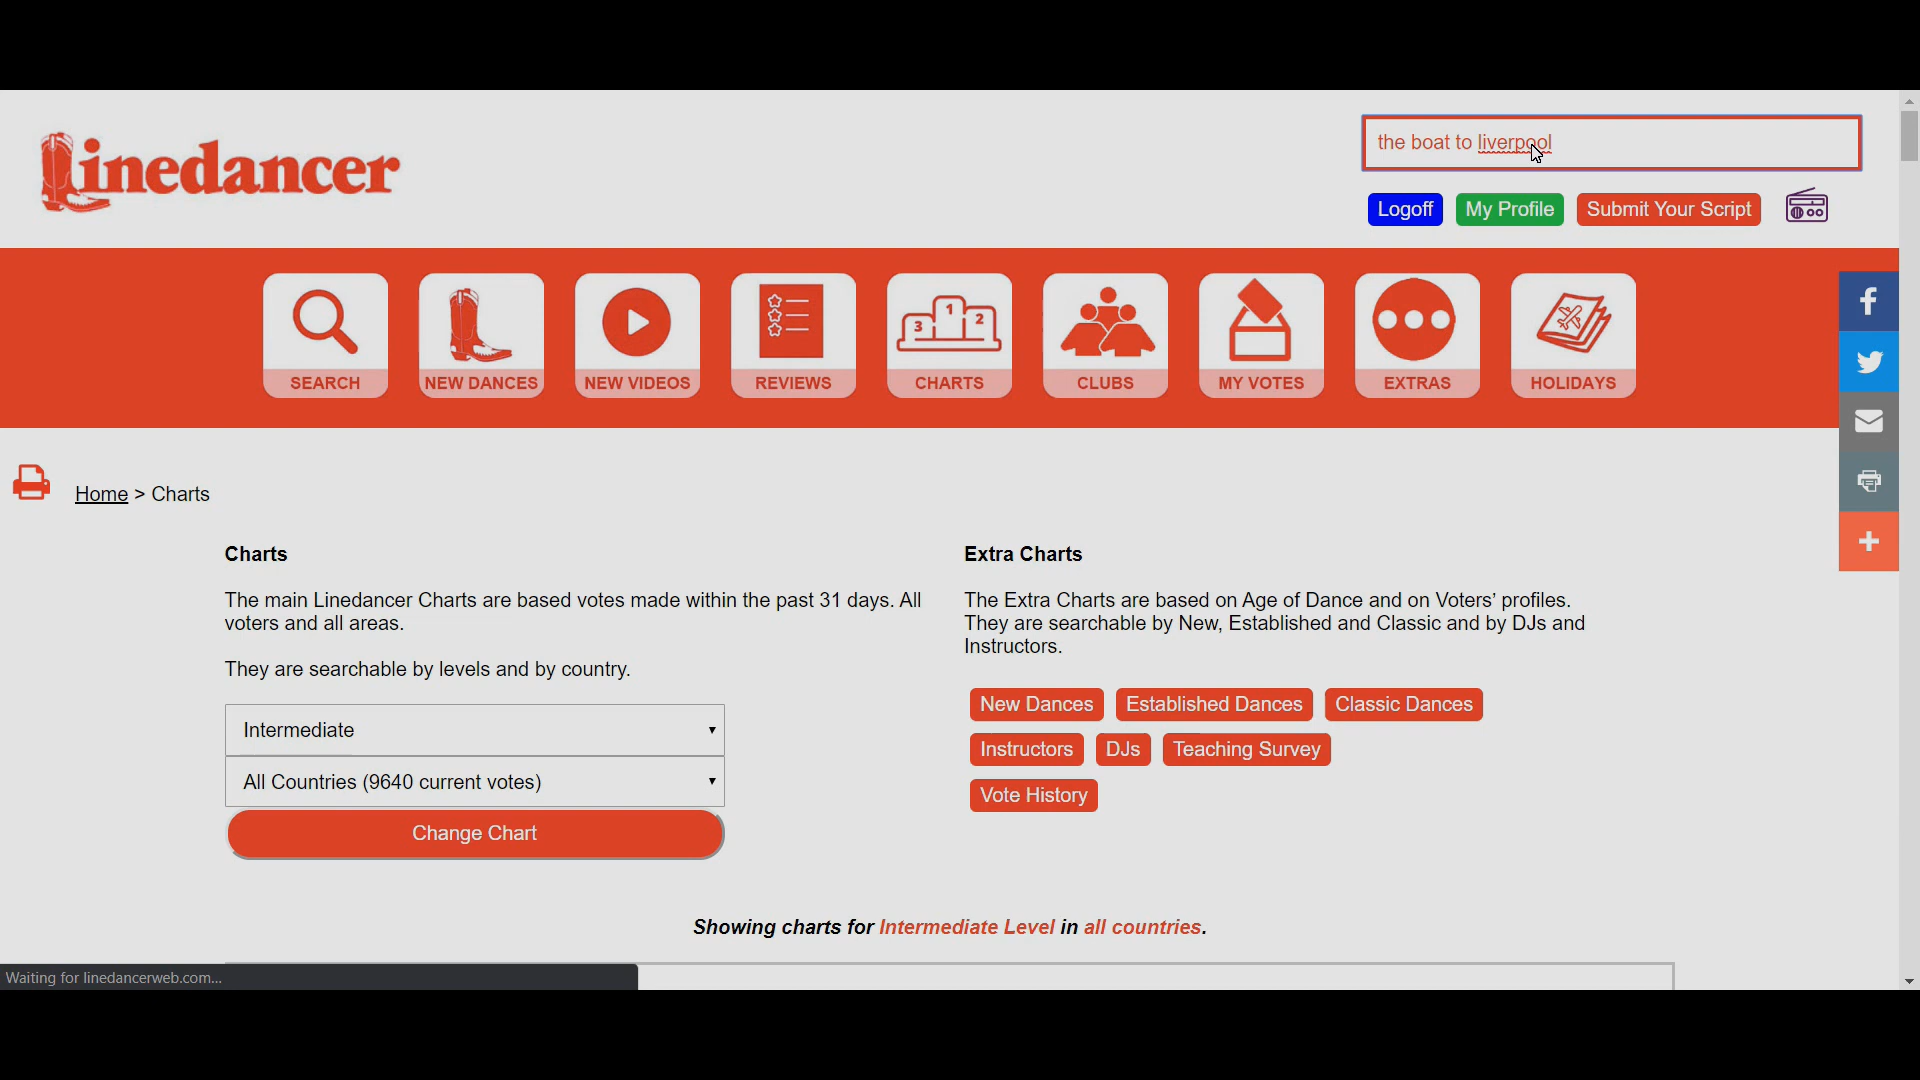 Linedancer
the boat to liverpool
Logoff My Profile Submit Your Script
3 1 2
SEARCH NEW DANCES NEW VIDEOS REVIEWS CHARTS CLUBS MY VOTES EXTRAS HOLIDAYS
Home > Charts
Charts
The main Linedancer Charts are based votes made within the past 31 days. All
voters and all areas.
They are searchable by levels and by country.
Intermediate
All Countries (9640 current votes)
Change Chart
Extra Charts
The Extra Charts are based on Age of Dance and on Voters' profiles.
They are searchable by New, Established and Classic and by DJs and
Instructors.
New Dances Established Dances Classic Dances
Instructors DJs Teaching Survey
Vote History
Showing charts for Intermediate Level in all countries.
Waiting for linedancerweb.com...